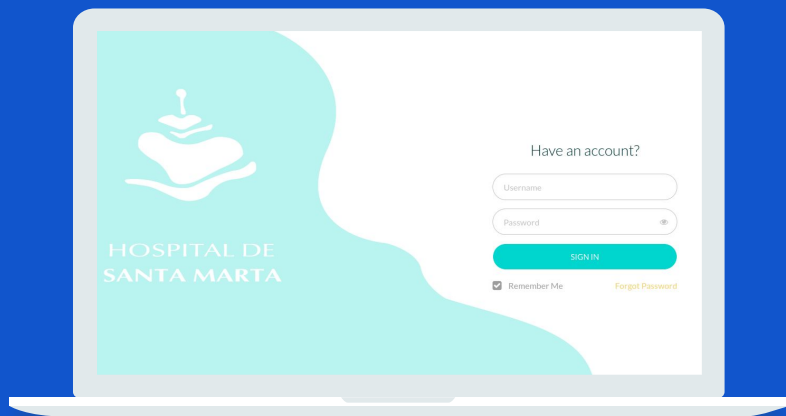 HOSPITAL DE
SANTA MARTA
Have an account?
Username
Password
SIGN IN
Remember Me
Forgot Password